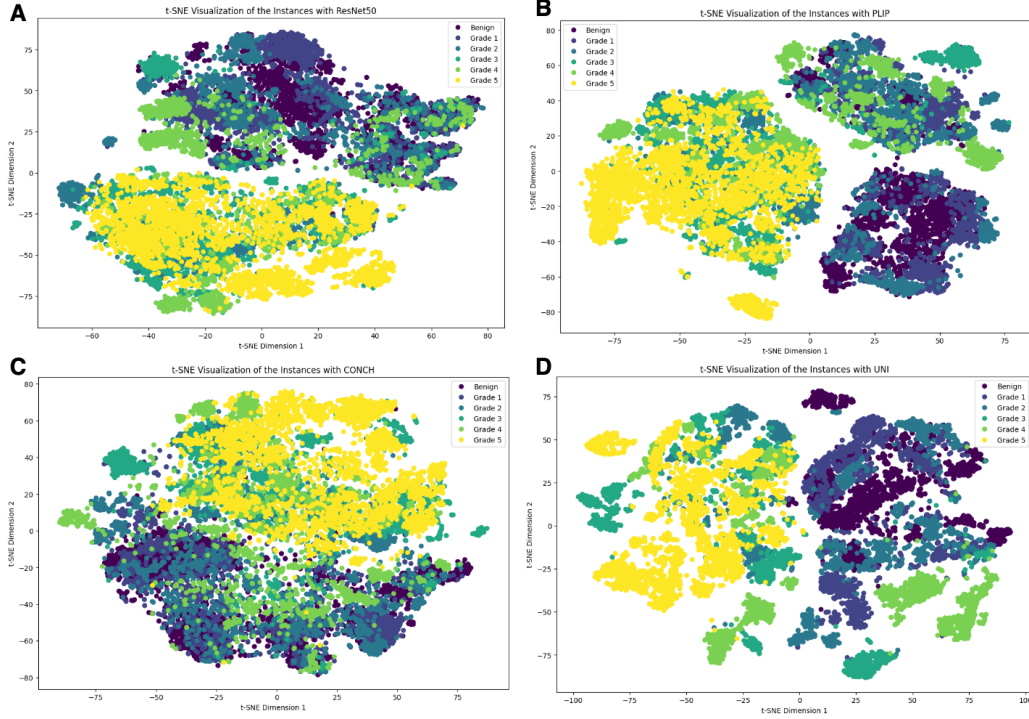 A
t-SNE Visualization of the Instances with ResNet50
Benign
Grade 1
Grade 2
Grade 3
Grade 4
Grade 5
75
50
25
0
−25
−50
−75
t-SNE Dimension 2
−60
−40
−20
0
20
40
60
80
t-SNE Dimension 1
B
t-SNE Visualization of the Instances with PLIP
Benign
Grade 1
Grade 2
Grade 3
Grade 4
Grade 5
80
60
40
20
0
−20
−40
−60
−80
t-SNE Dimension 2
−75
−50
−25
0
25
50
75
t-SNE Dimension 1
C
t-SNE Visualization of the Instances with CONCH
Benign
Grade 1
Grade 2
Grade 3
Grade 4
Grade 5
80
60
40
20
0
−20
−40
−60
−80
t-SNE Dimension 2
−75
−50
−25
0
25
50
75
t-SNE Dimension 1
D
t-SNE Visualization of the Instances with UNI
Benign
Grade 1
Grade 2
Grade 3
Grade 4
Grade 5
75
50
25
0
−25
−50
−75
t-SNE Dimension 2
−100
−75
−50
−25
0
25
50
75
100
t-SNE Dimension 1